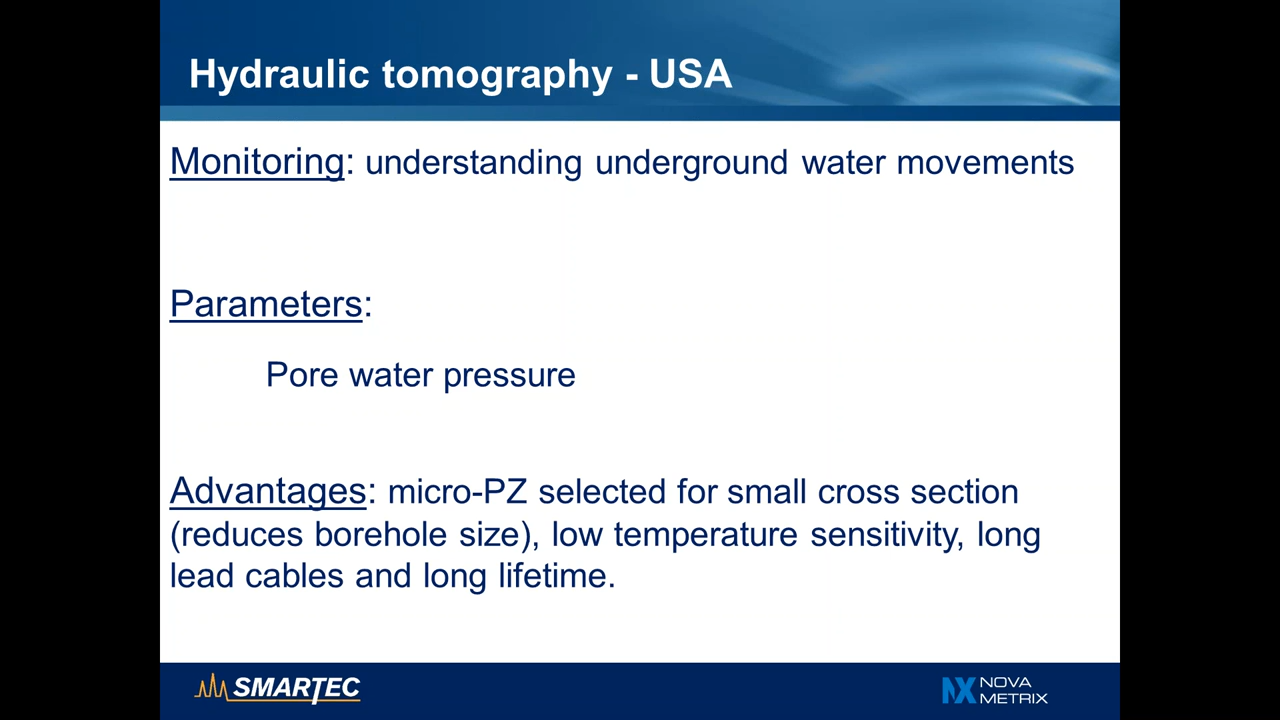 Hydraulic tomography - USA
Monitoring: understanding underground water movements
Parameters:
Pore water pressure
Advantages: micro-PZ selected for small cross section
(reduces borehole size), low temperature sensitivity, long
lead cables and long lifetime.
SMARTEC
NOVA
METRIX